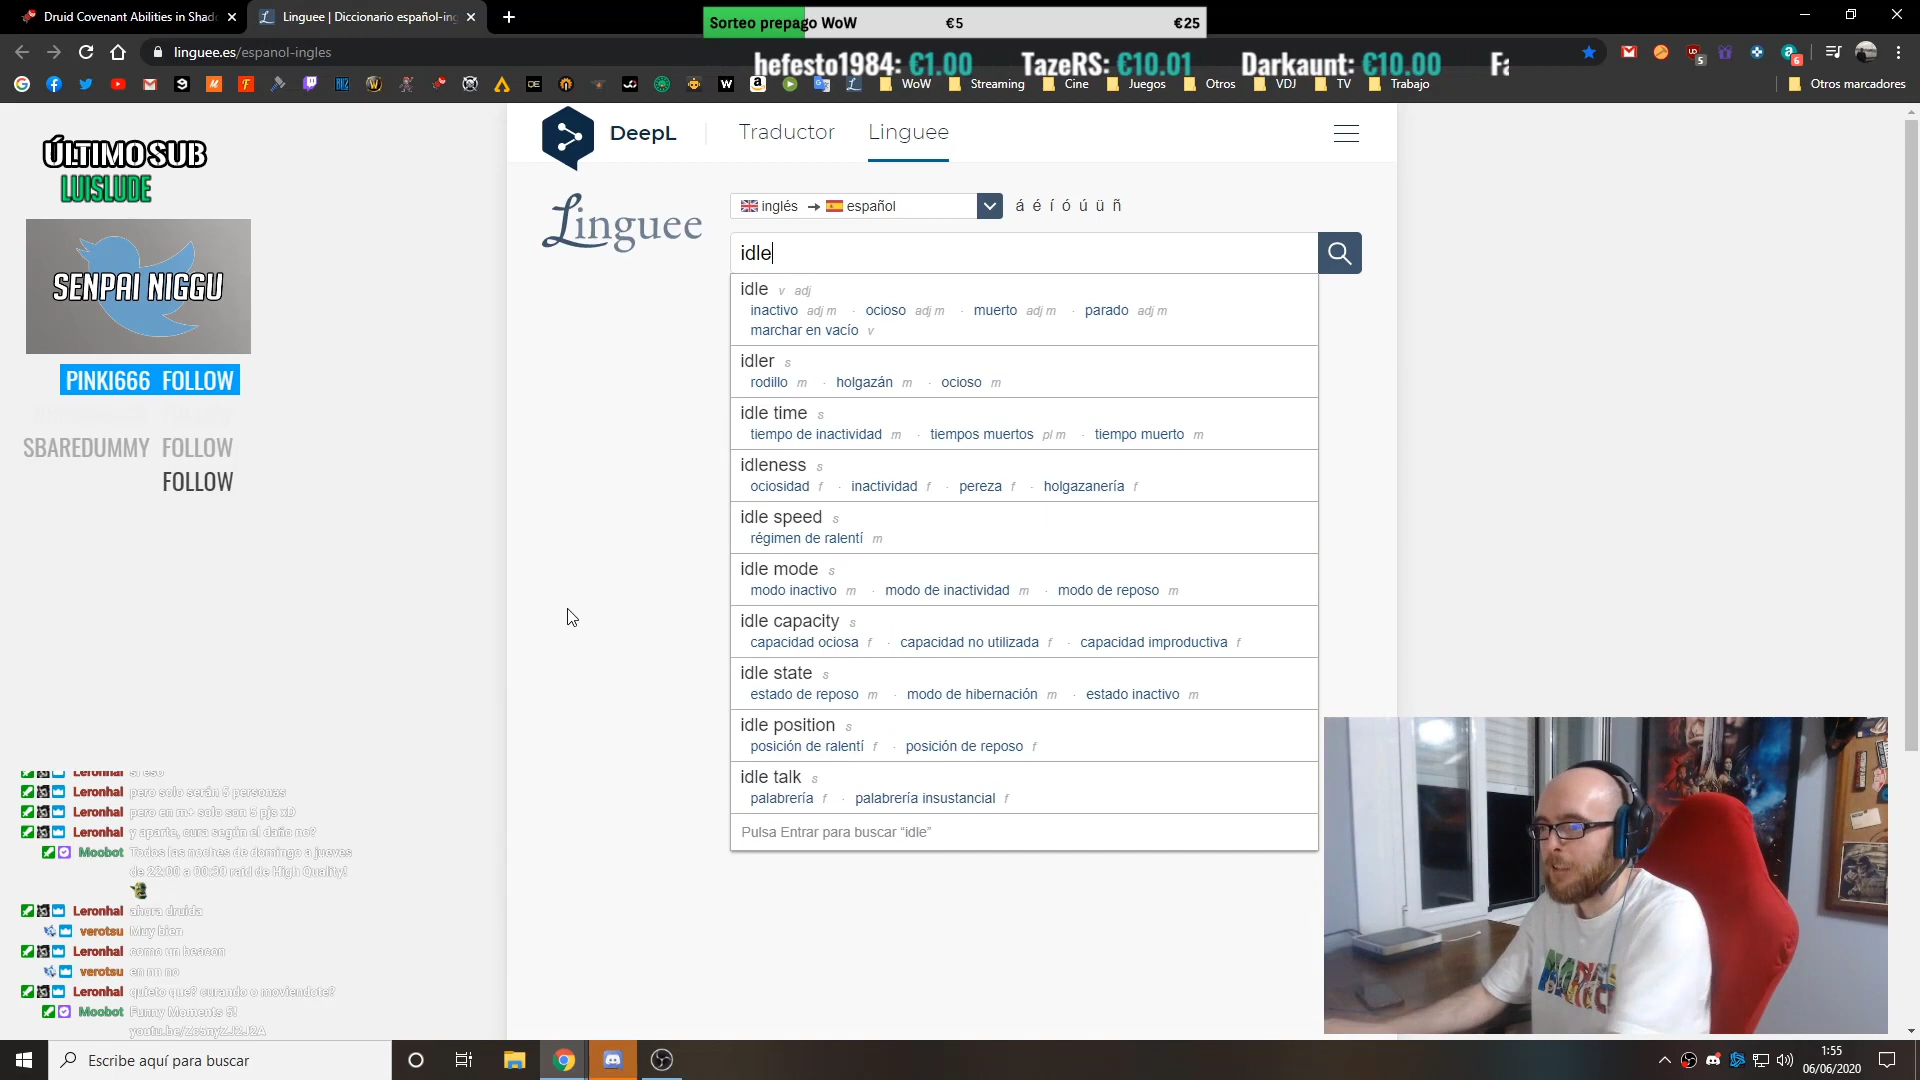 Druid Covenant Abilities in Shad
Linguee | Diccionario español-ing
Sorteo prepago WoW €5 €25
linguee.es/espanol-ingles
hefesto1984: €1.00 TazeRS: €10.01 Darkaunt: €10.00
WoW Streaming Cine Juegos Otros VDJ TV Trabajo Otros marcadores
ÚLTIMO SUB
LUISLUDE
SENPAI NIGGU
PINKI666 FOLLOW
SBAREDUMMY FOLLOW
FOLLOW
DeepL Traductor Linguee
Linguee
inglés → español á é í ó ú ü ñ
idle
idle v adj
inactivo adj m · ocioso adj m · muerto adj m · parado adj m
marchar en vacío v
idler s
rodillo m · holgazán m · ocioso m
idle time s
tiempo de inactividad m · tiempos muertos pl m · tiempo muerto m
idleness s
ociosidad f · inactividad f · pereza f · holgazanería f
idle speed s
régimen de ralentí m
idle mode s
modo inactivo m · modo de inactividad m · modo de reposo m
idle capacity s
capacidad ociosa f · capacidad no utilizada f · capacidad improductiva f
idle state s
estado de reposo m · modo de hibernación m · estado inactivo m
idle position s
posición de ralentí f · posición de reposo f
idle talk s
palabrería f · palabrería insustancial f
Pulsa Entrar para buscar “idle”
Leronhal si eso
Leronhal pero solo serán 5 personas
Leronhal pero en m+ solo son 5 pjs xD
Leronhal y aparte, cura según el daño no?
Moobot Todos las noches de domingo a jueves
de 22:00 a 00:30 raid de High Quality!
Leronhal ahora druida
verotsu Muy bien
Leronhal como un beacon
verotsu en nn no
Leronhal quieto que? curando o moviendote?
Moobot Funny Moments 5!
Escribe aquí para buscar
1:55
06/06/2020